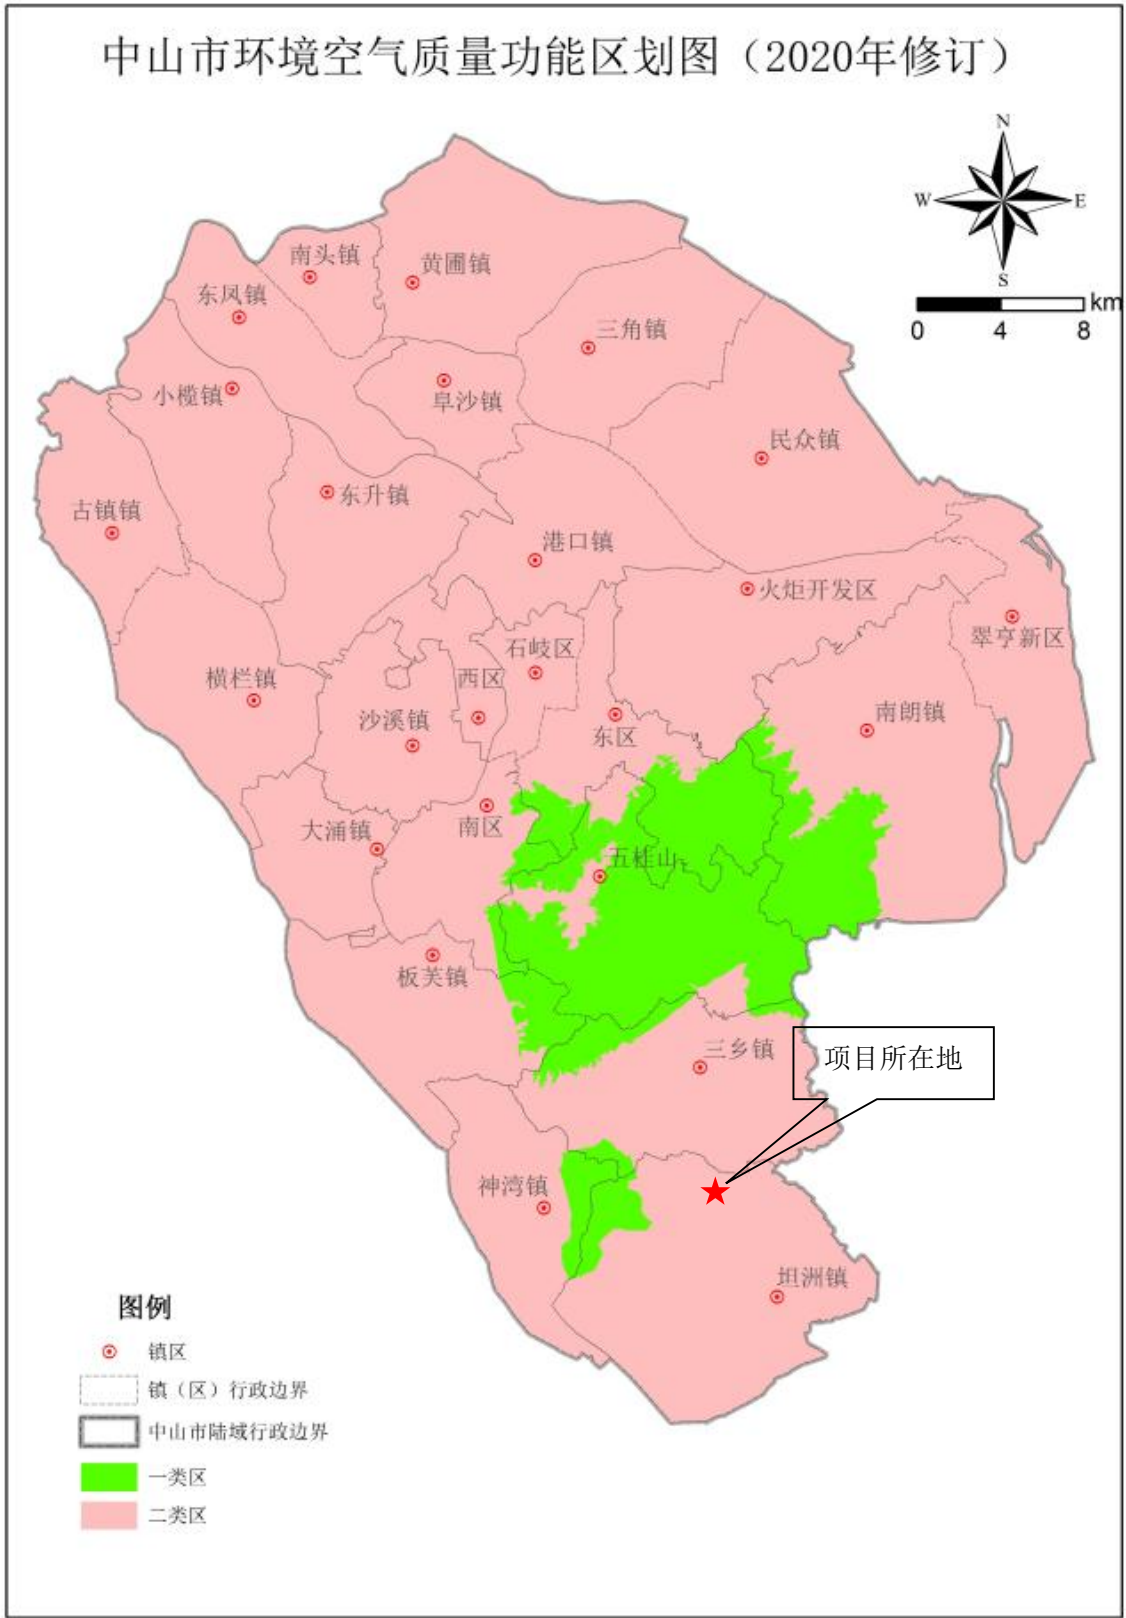 中山市环境空气质量功能区划图（2020年修订）
N
W
E
S
km
0
4
8
南头镇
黄圃镇
东凤镇
三角镇
小榄镇
阜沙镇
民众镇
东升镇
古镇镇
港口镇
火炬开发区
翠亨新区
石岐区
横栏镇
西区
沙溪镇
南朗镇
东区
南区
大涌镇
五桂山
板芙镇
三乡镇
项目所在地
神湾镇
坦洲镇
图例
镇区
镇（区）行政边界
中山市陆域行政边界
一类区
二类区